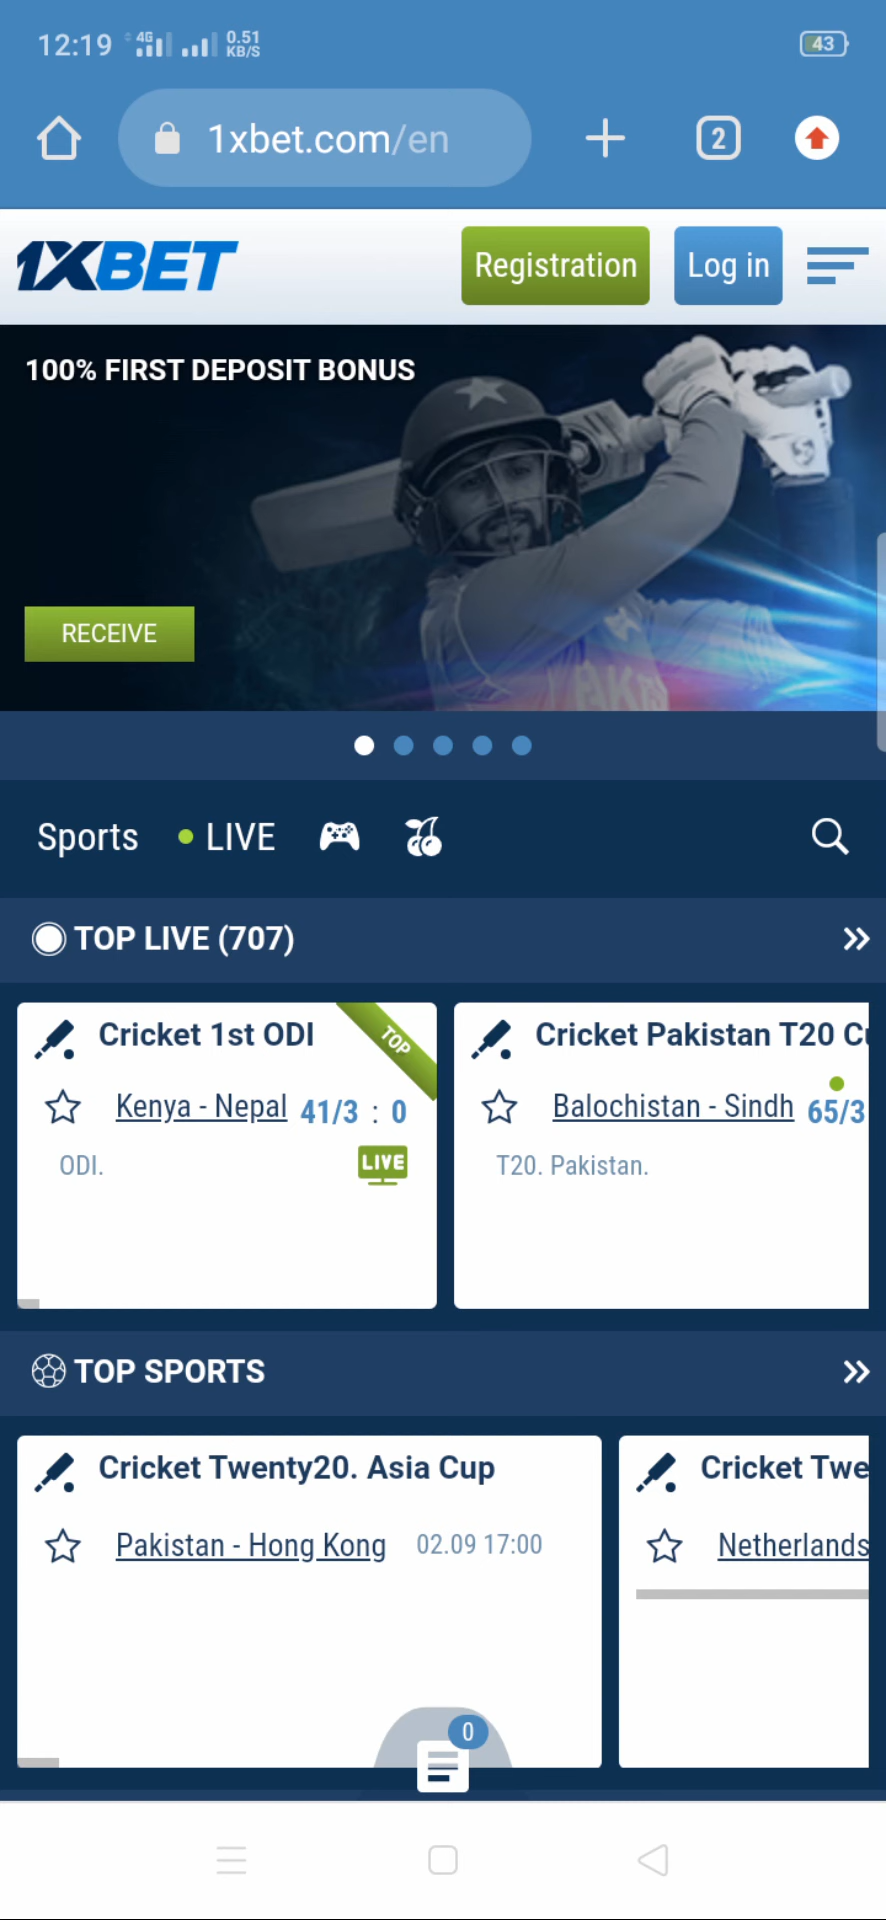 12:19 4G 0.51 KB/S 43
1xbet.com/en 2
1XBET Registration Log in
100% FIRST DEPOSIT BONUS
RECEIVE
Sports LIVE
TOP LIVE (707)
Cricket 1st ODI TOP
Kenya - Nepal 41/3 : 0
ODI. LIVE
Cricket Pakistan T20
Balochistan - Sindh 65/3
T20. Pakistan.
TOP SPORTS
Cricket Twenty20. Asia Cup
Pakistan - Hong Kong 02.09 17:00
Cricket Twe
Netherlands
0